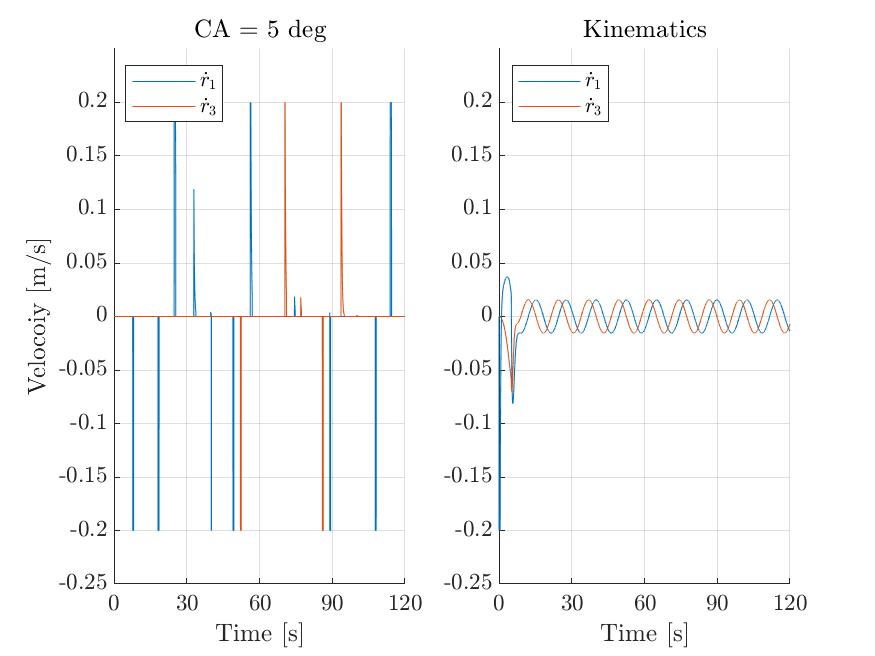 CA = 5 deg
ṙ₁
ṙ₃
0.2
0.15
0.1
0.05
0
-0.05
-0.1
-0.15
-0.2
-0.25
0 30 60 90 120
Time [s]
Velocoiy [m/s]
Kinematics
ṙ₁
ṙ₃
0.2
0.15
0.1
0.05
0
-0.05
-0.1
-0.15
-0.2
-0.25
0 30 60 90 120
Time [s]